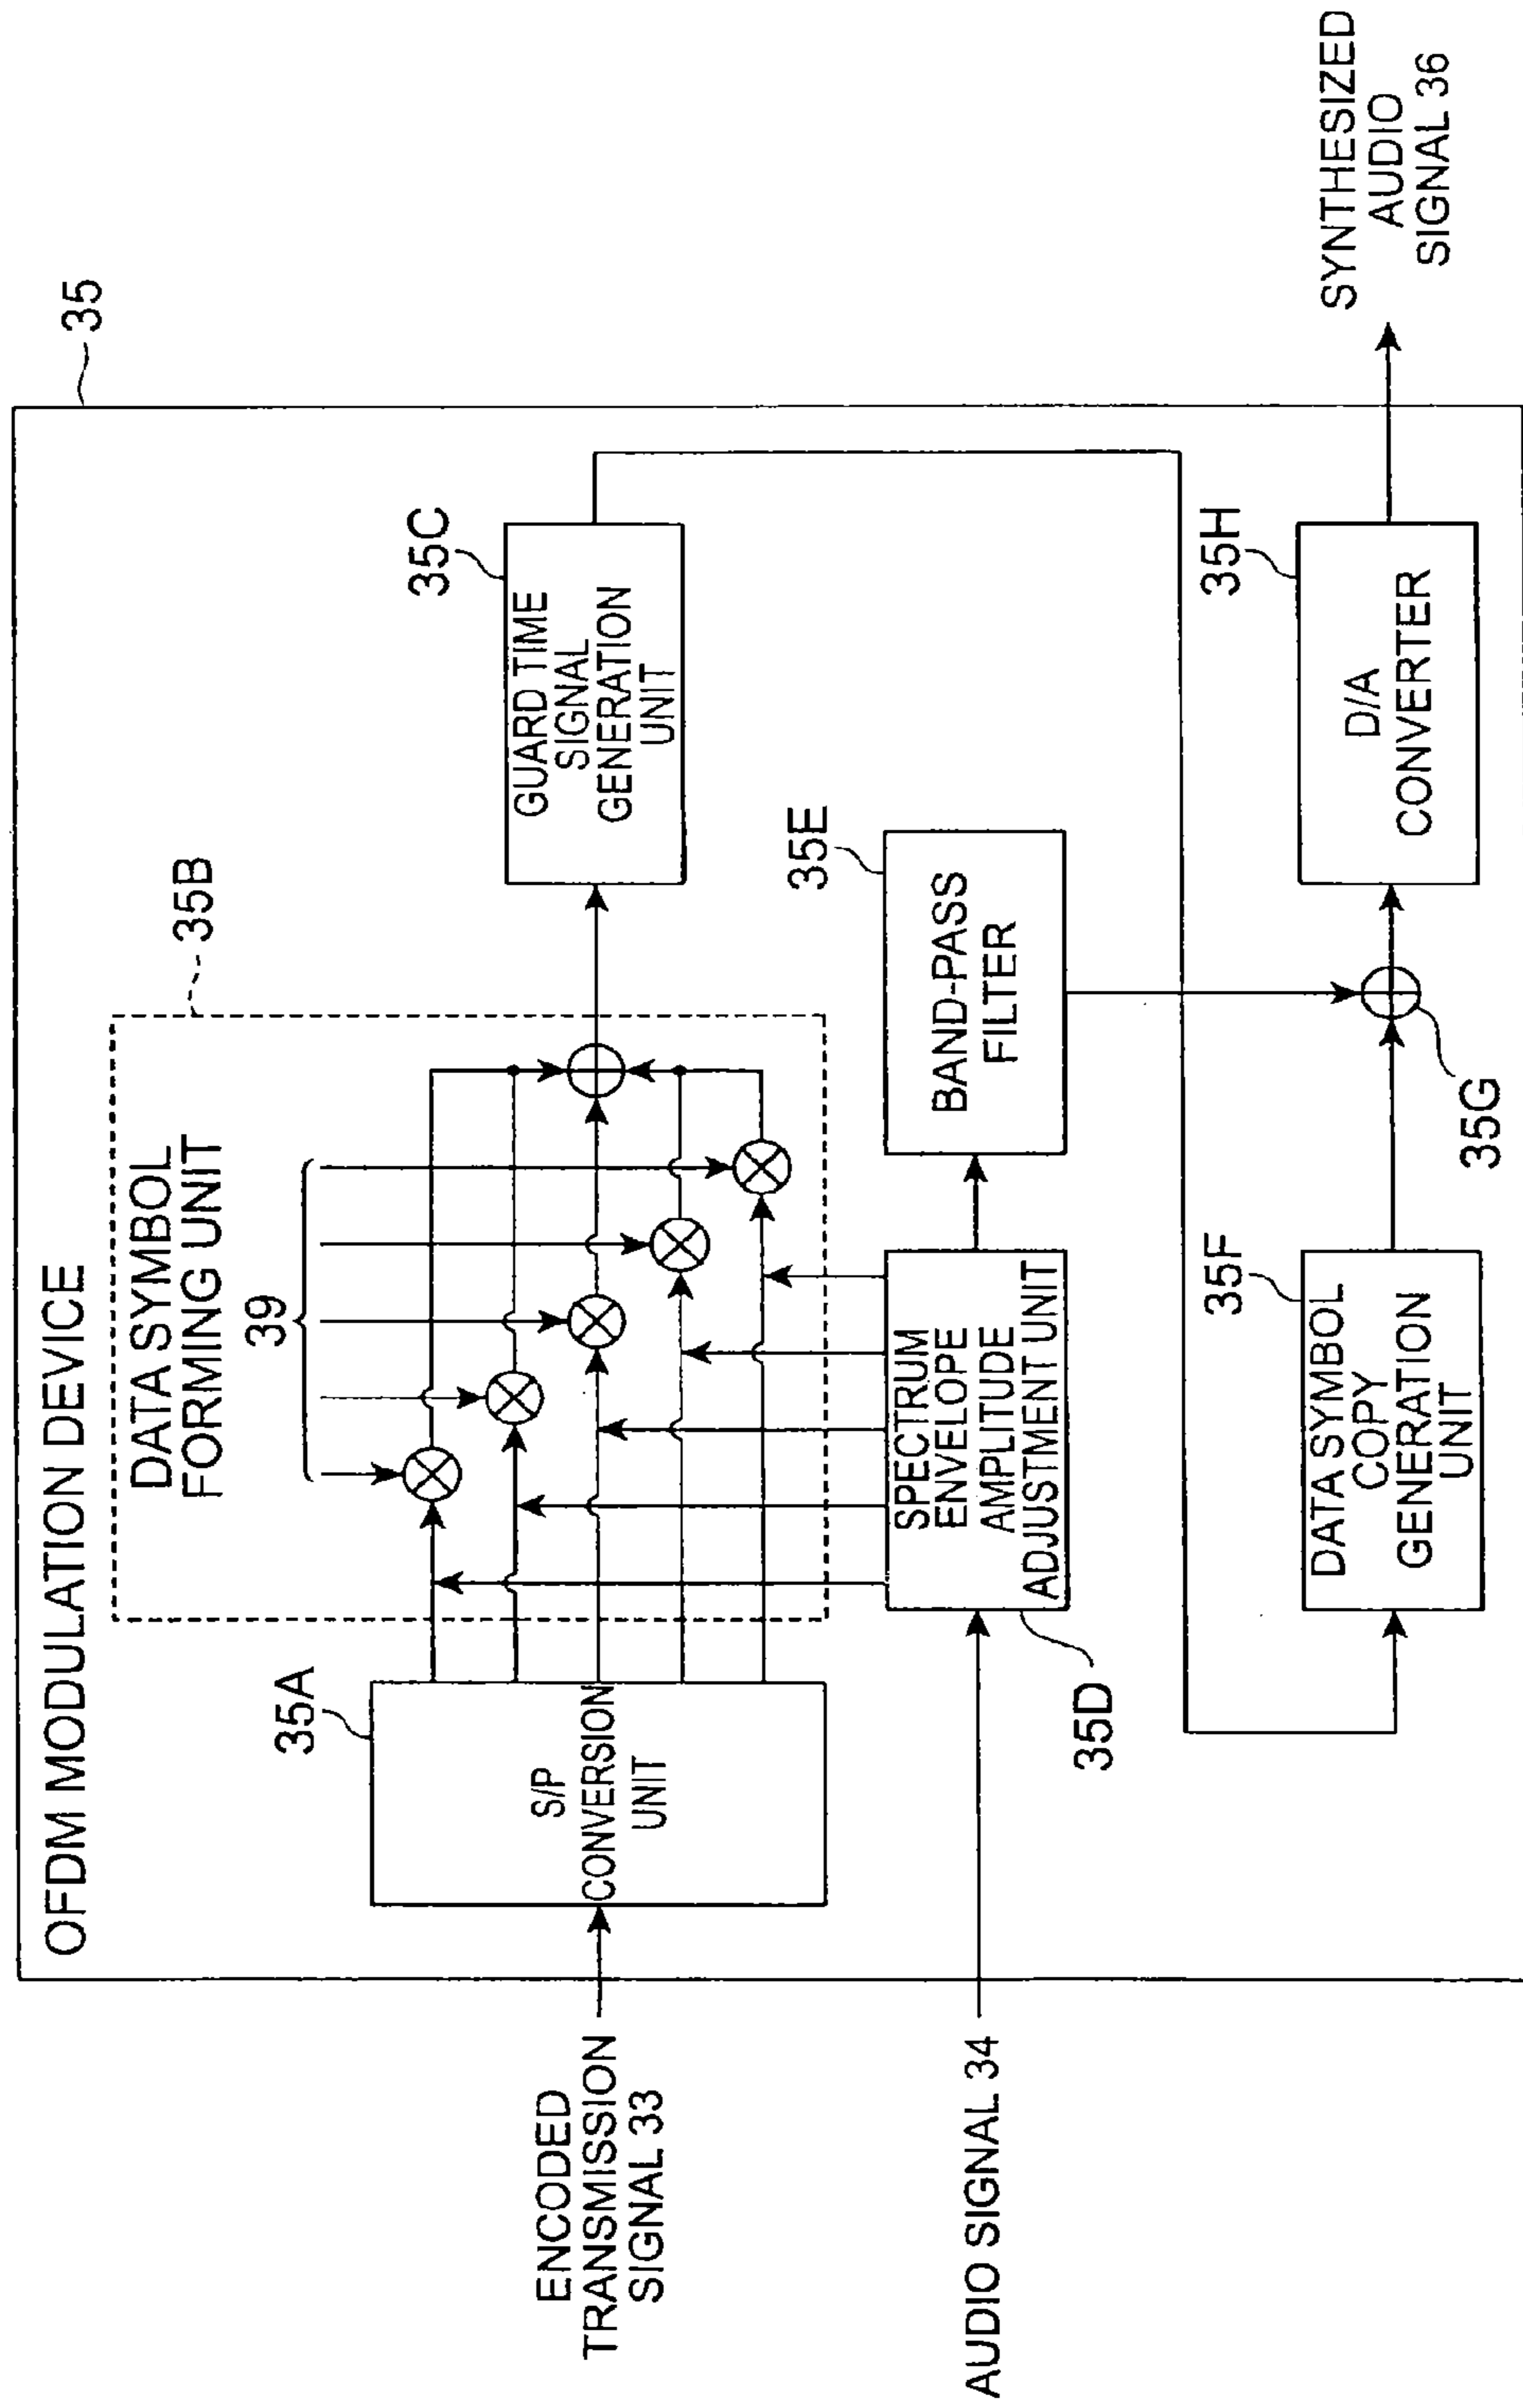 OFDM MODULATION DEVICE
35
DATA SYMBOL
FORMING UNIT
35B
39
35A
S/P
CONVERSION
UNIT
35C
GUARD TIME
SIGNAL
GENERATION
UNIT
ENCODED
TRANSMISSION
SIGNAL 33
AUDIO SIGNAL 34
SPECTRUM
ENVELOPE
AMPLITUDE
ADJUSTMENT UNIT
35D
35E
BAND-PASS
FILTER
35F
DATA SYMBOL
COPY
GENERATION
UNIT
35G
35H
D/A
CONVERTER
SYNTHESIZED
AUDIO
SIGNAL 36